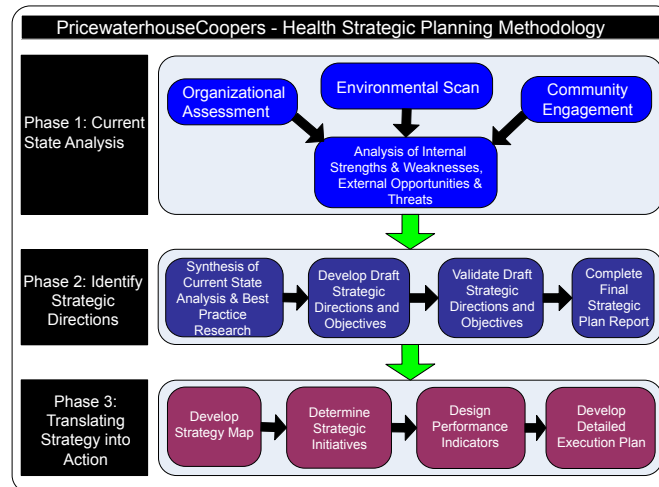 PricewaterhouseCoopers - Health Strategic Planning Methodology
Phase 1: Current
State Analysis
Organizational
Assessment
Environmental Scan
Community
Engagement
Analysis of Internal
Strengths & Weaknesses,
External Opportunities &
Threats
Phase 2: Identify
Strategic
Directions
Synthesis of
Current State
Analysis & Best
Practice
Research
Develop Draft
Strategic
Directions and
Objectives
Validate Draft
Strategic
Directions and
Objectives
Complete
Final
Strategic
Plan Report
Phase 3:
Translating
Strategy into
Action
Develop
Strategy Map
Determine
Strategic
Initiatives
Design
Performance
Indicators
Develop
Detailed
Execution Plan